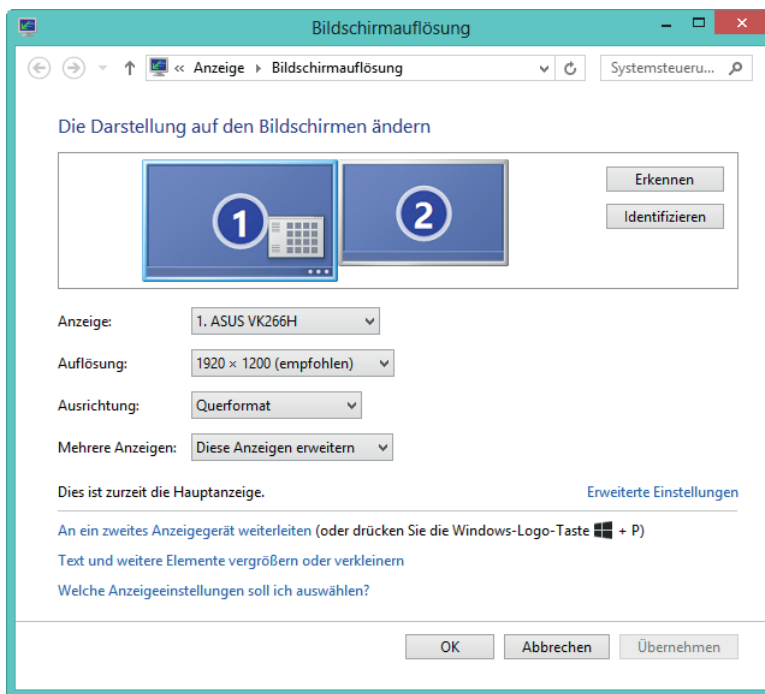 Bildschirmauflösung
« Anzeige Bildschirmauflösung Systemsteueru...
Die Darstellung auf den Bildschirmen ändern
1 2
Erkennen
Identifizieren
Anzeige: 1. ASUS VK266H
Auflösung: 1920 × 1200 (empfohlen)
Ausrichtung: Querformat
Mehrere Anzeigen: Diese Anzeigen erweitern
Dies ist zurzeit die Hauptanzeige. Erweiterte Einstellungen
An ein zweites Anzeigegerät weiterleiten (oder drücken Sie die Windows-Logo-Taste + P)
Text und weitere Elemente vergrößern oder verkleinern
Welche Anzeigeeinstellungen soll ich auswählen?
OK Abbrechen Übernehmen